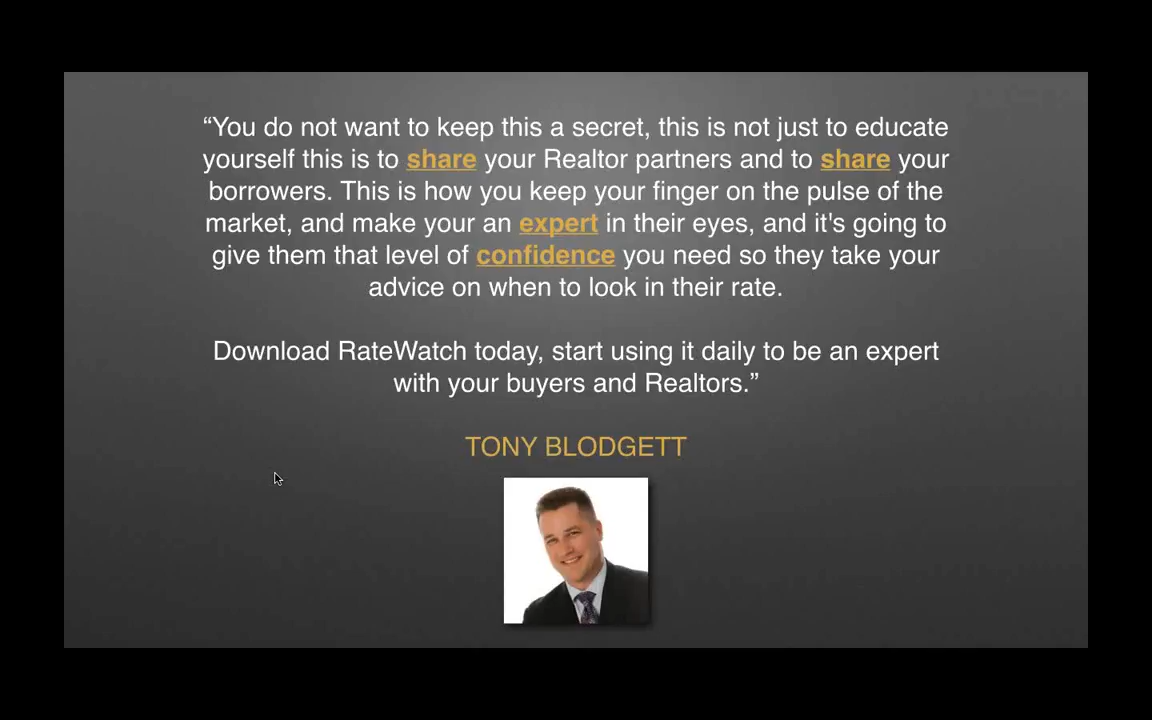 “You do not want to keep this a secret, this is not just to educate
yourself this is to share your Realtor partners and to share your
borrowers. This is how you keep your finger on the pulse of the
market, and make your an expert in their eyes, and it's going to
give them that level of confidence you need so they take your
advice on when to look in their rate.
Download RateWatch today, start using it daily to be an expert
with your buyers and Realtors.”
TONY BLODGETT